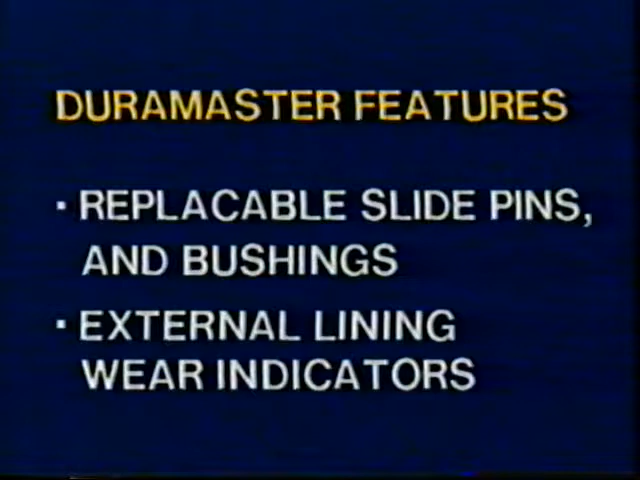 DURAMASTER FEATURES
· REPLACABLE SLIDE PINS,
AND BUSHINGS
· EXTERNAL LINING
WEAR INDICATORS